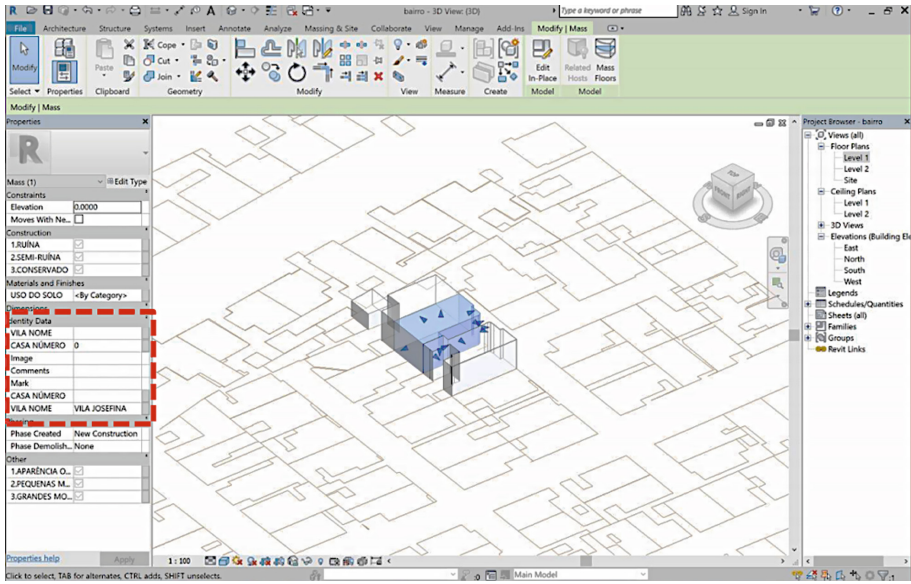 bairro - 3D View: {3D}
Type a keyword or phrase
Sign In
File Architecture Structure Systems Insert Annotate Analyze Massing & Site Collaborate View Manage Add-Ins Modify | Mass
Modify
Paste
Cope
Cut
Join
Edit In-Place
Related Hosts
Mass Floors
Select Properties Clipboard Geometry Modify View Measure Create Model Model
Modify | Mass
Properties
R
Mass (1)
Edit Type
Constraints
Elevation 0.0000
Moves With Ne...
Construction
1.RUÍNA
2.SEMI-RUÍNA
3.CONSERVADO
Materials and Finishes
USO DO SOLO <By Category>
Dimensions
Identity Data
VILA NOME
CASA NÚMERO 0
Image
Comments
Mark
CASA NÚMERO
VILA NOME VILA JOSEFINA
Phasing
Phase Created New Construction
Phase Demolish... None
Other
1.APARÊNCIA O...
2.PEQUENAS M...
3.GRANDES MO...
Properties help
Apply
TOP
FRONT
RIGHT
Project Browser - bairro
Views (all)
Floor Plans
Level 1
Level 2
Site
Ceiling Plans
Level 1
Level 2
3D Views
Elevations (Building Ele
East
North
South
West
Legends
Schedules/Quantities
Sheets (all)
Families
Groups
Revit Links
1 : 100
Click to select, TAB for alternates, CTRL adds, SHIFT unselects.
:0
Main Model
:1